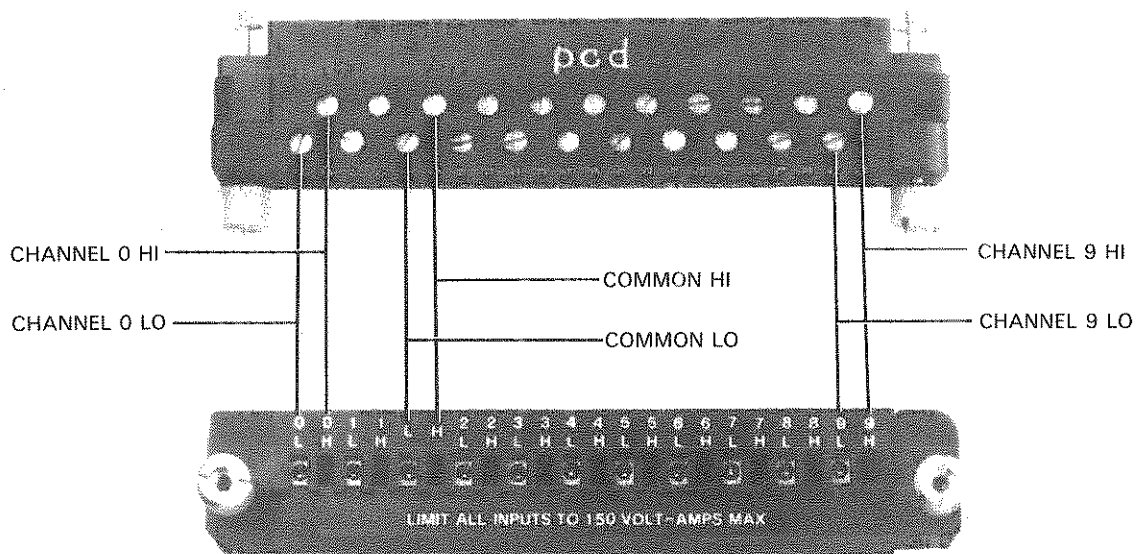 pcd
CHANNEL 0 HI
CHANNEL 9 HI
COMMON HI
CHANNEL 0 LO
CHANNEL 9 LO
COMMON LO
0 0 1 1 2 2 3 3 4 4 5 5 6 6 7 7 8 8 9 9
L H L H L H L H L H L H L H L H L H L H L H
LIMIT ALL INPUTS TO 150 VOLT-AMPS MAX